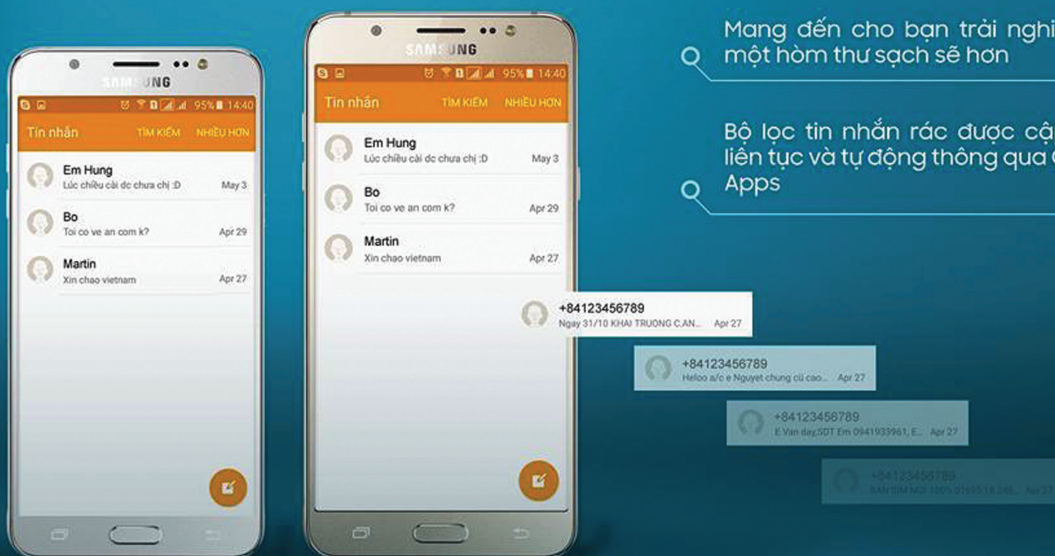 SAMSUNG
95% 14:40
Tin nhắn TÌM KIẾM NHIỀU HƠN
Em Hung
Lúc chiều cài dc chưa chị :D May 3
Bo
Toi co ve an com k? Apr 29
Martin
Xin chao vietnam Apr 27
SAMSUNG
95% 14:40
Tin nhắn TÌM KIẾM NHIỀU HƠN
Em Hung
Lúc chiều cài dc chưa chị :D May 3
Bo
Toi co ve an com k? Apr 29
Martin
Xin chao vietnam Apr 27
+84123456789
Ngay 31/10 KHAI TRUONG C.AN... Apr 27
+84123456789
Heloo a/c e Nguyet chung cũ cao... Apr 27
+84123456789
E Van day,SDT Em 0941933961, E... Apr 27
+84123456789
Apr 27
Mang đến cho bạn trải nghi
một hòm thư sạch sẽ hơn
Bộ lọc tin nhắn rác được cậ
liên tục và tự động thông qua
Apps